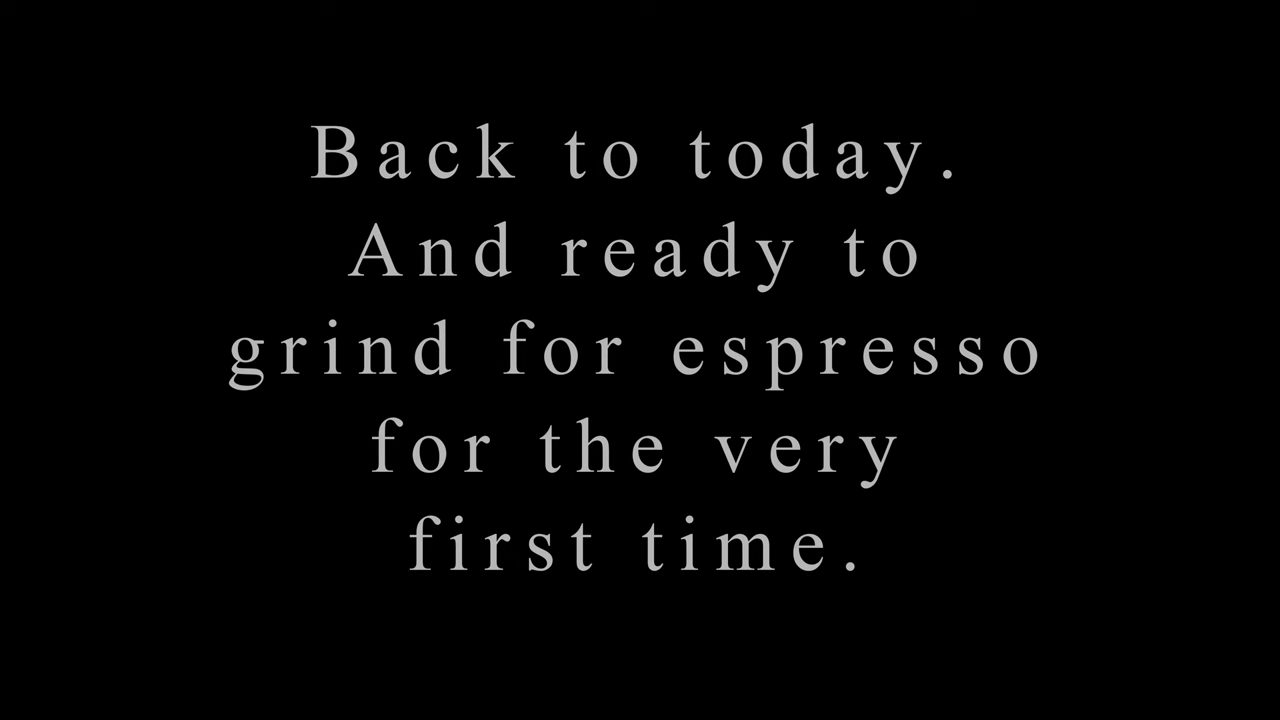 Back to today.
And ready to
grind for espresso
for the very
first time.